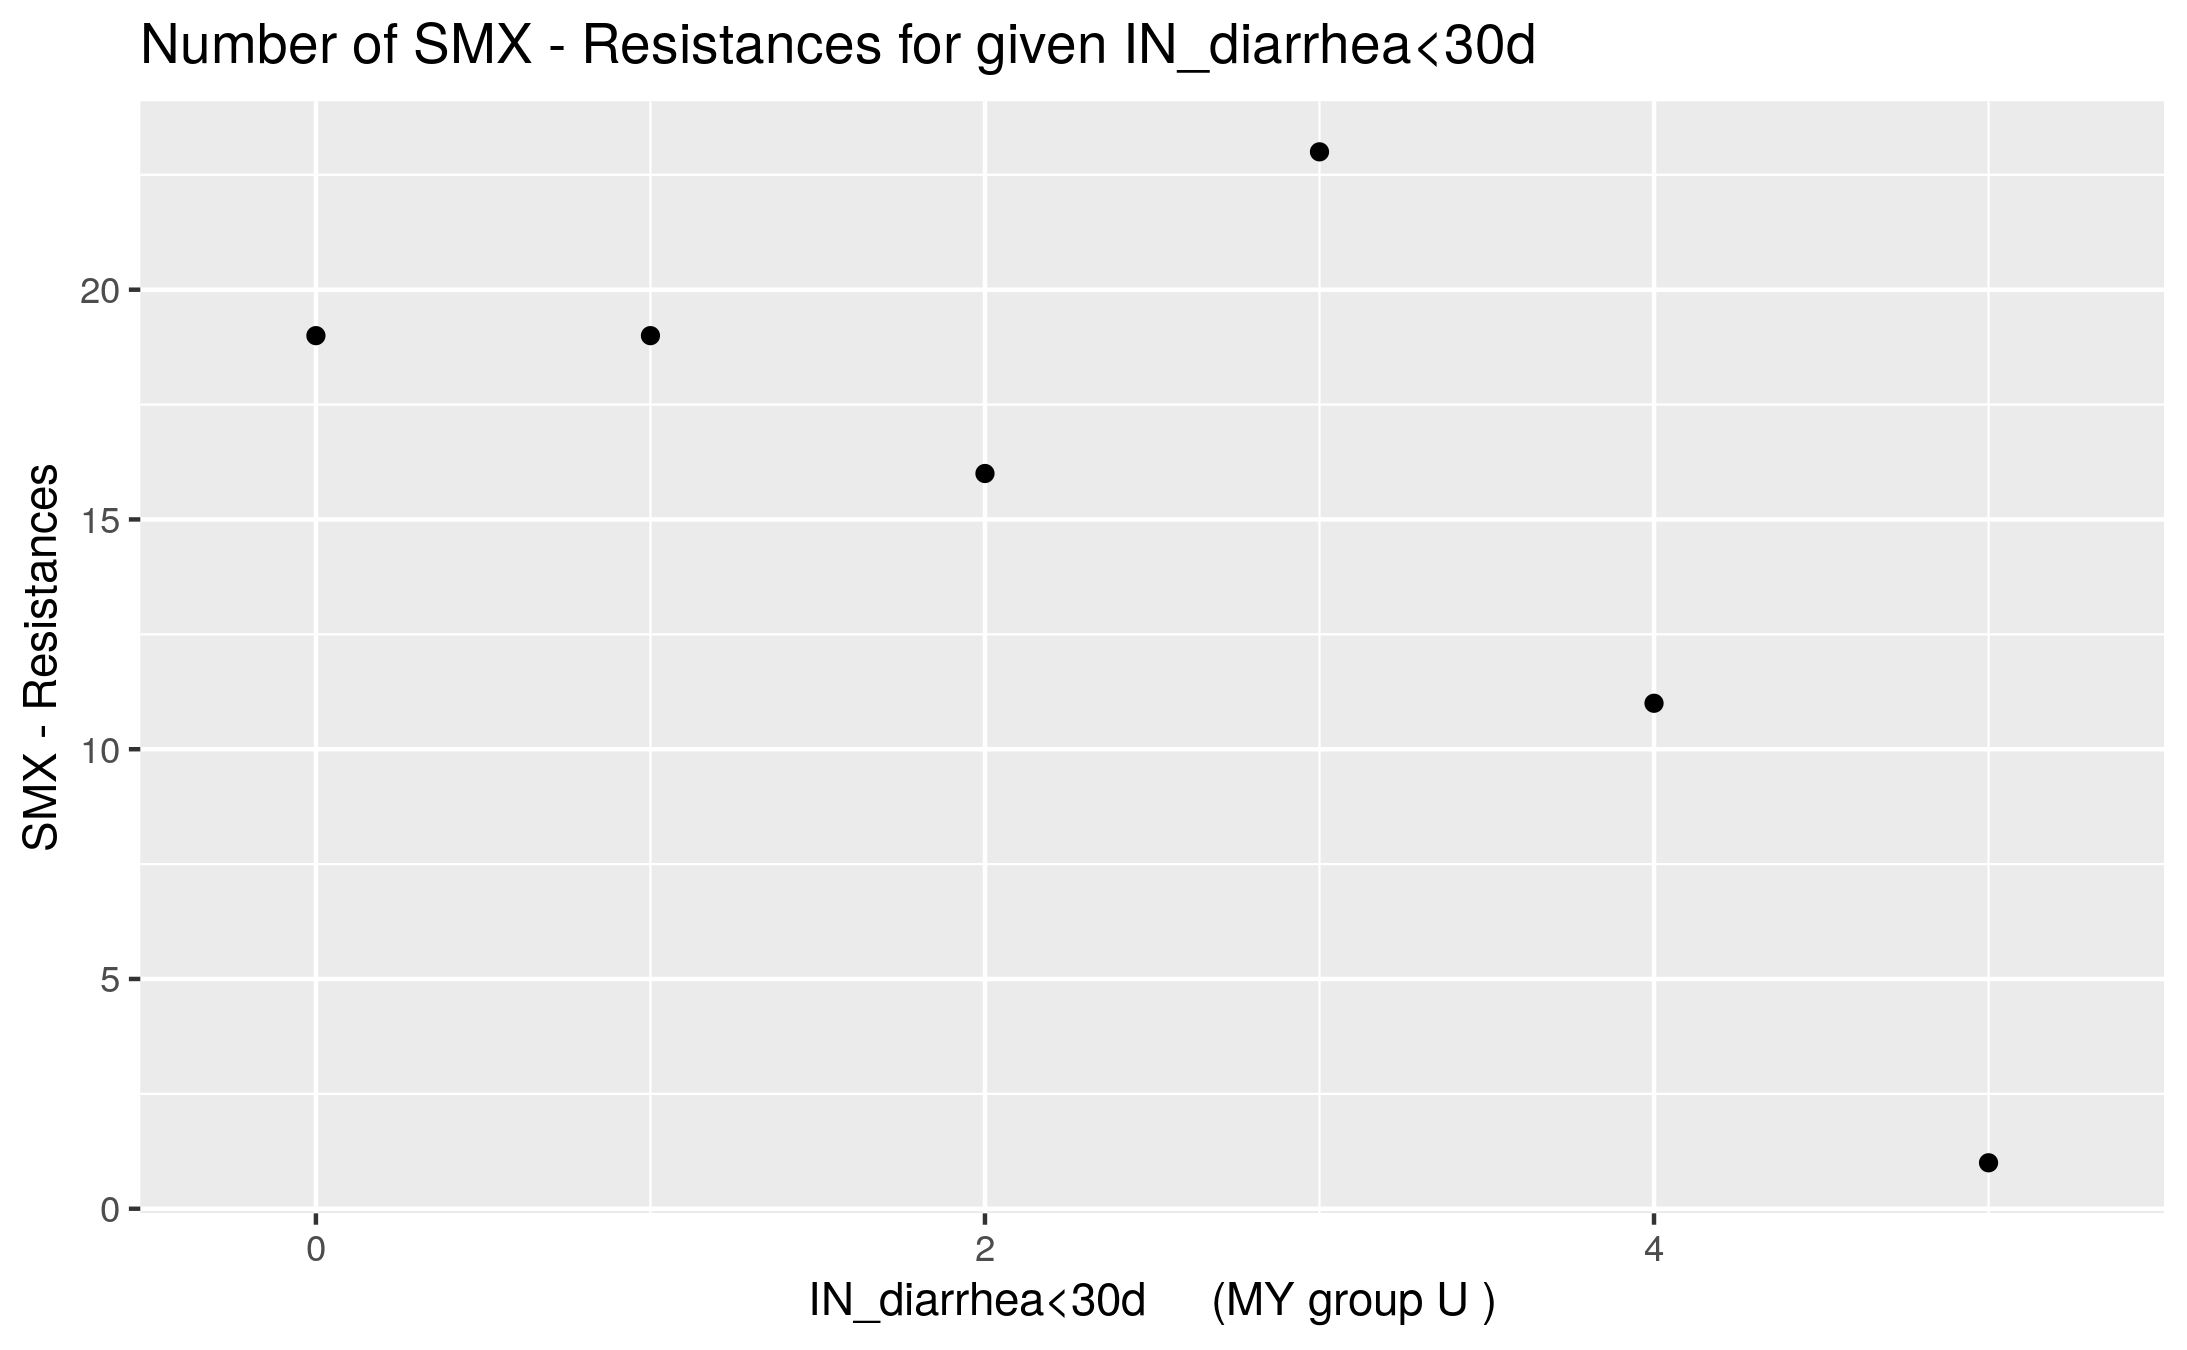 Number of SMX - Resistances for given IN_diarrhea<30d
SMX - Resistances
20
15
10
5
0
0
2
4
IN_diarrhea<30d (MY group U )